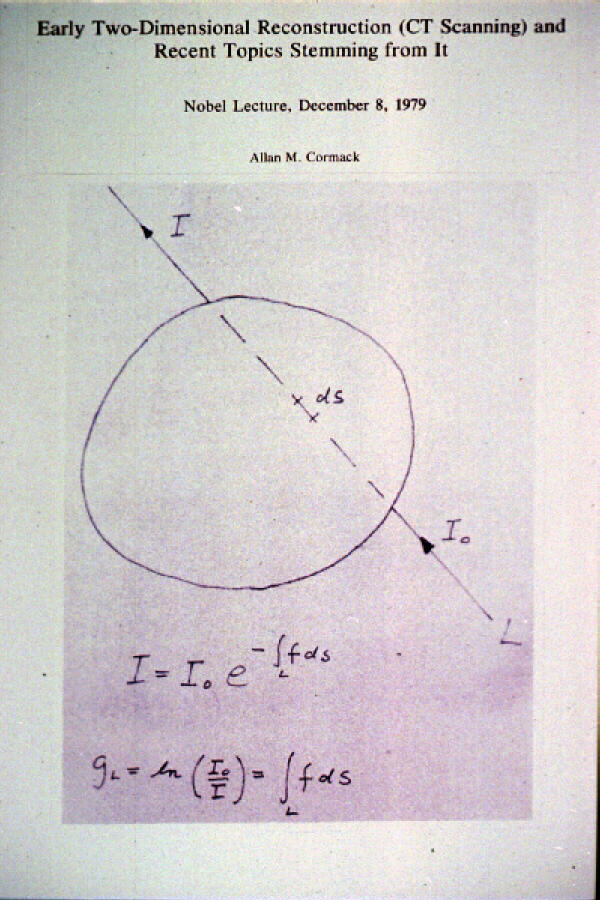 Early Two-Dimensional Reconstruction (CT Scanning) and
Recent Topics Stemming from It
Nobel Lecture, December 8, 1979
Allan M. Cormack
I
ds
I₀
L
I = I₀ e^{-∫_L f ds}
g_L = ln (I₀/I) = ∫_L f ds